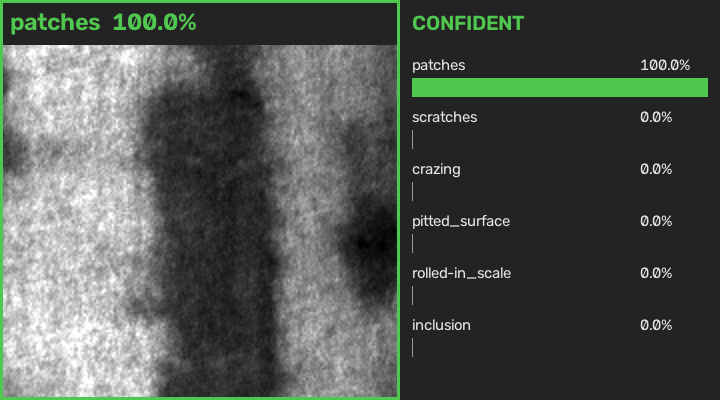 patches 100.0%
CONFIDENT
patches 100.0%
scratches 0.0%
crazing 0.0%
pitted_surface 0.0%
rolled-in_scale 0.0%
inclusion 0.0%